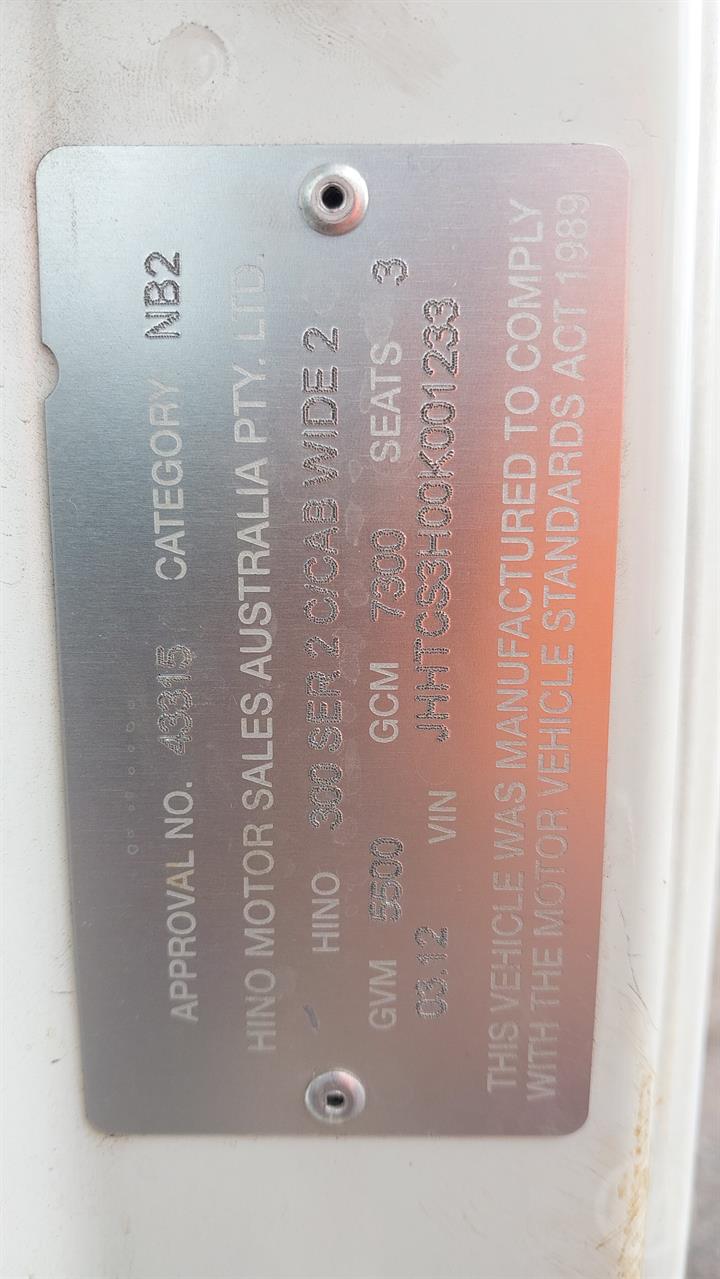 APPROVAL NO. 43315 CATEGORY NB2
HINO MOTOR SALES AUSTRALIA PTY. LTD.
HINO 300 SER 2 C/CAB WIDE 2
GVM 5500 GCM 7300 SEATS 3
03.12 VIN JHHTCS3H00K001233
THIS VEHICLE WAS MANUFACTURED TO COMPLY
WITH THE MOTOR VEHICLE STANDARDS ACT 1989